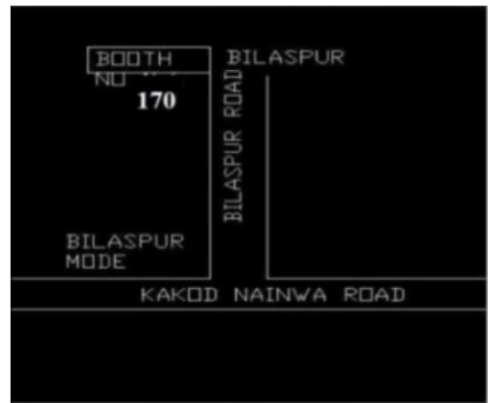 BOOTH
NO
170
BILASPUR
BILASPUR ROAD
BILASPUR
MODE
KAKOD NAINWA ROAD